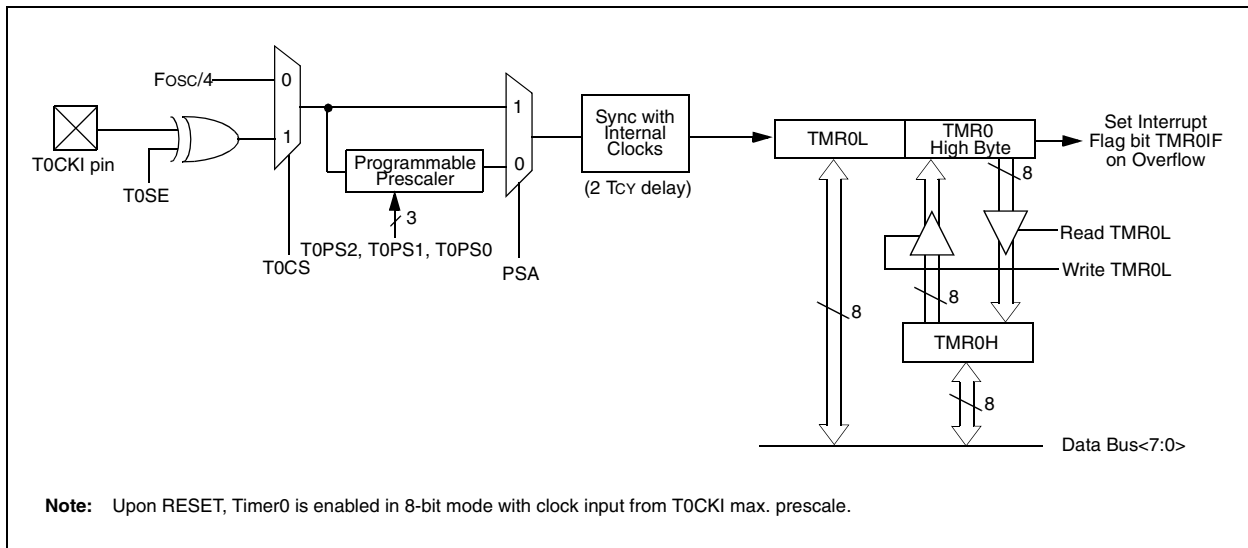 FOSC/4
0
1
T0CKI pin
T0SE
T0CS
Programmable
Prescaler
3
T0PS2, T0PS1, T0PS0
1
0
PSA
Sync with
Internal
Clocks
(2 TCY delay)
TMR0L
TMR0
High Byte
Set Interrupt
Flag bit TMR0IF
on Overflow
8
Read TMR0L
Write TMR0L
8
8
TMR0H
8
Data Bus<7:0>
Note: Upon RESET, Timer0 is enabled in 8-bit mode with clock input from T0CKI max. prescale.